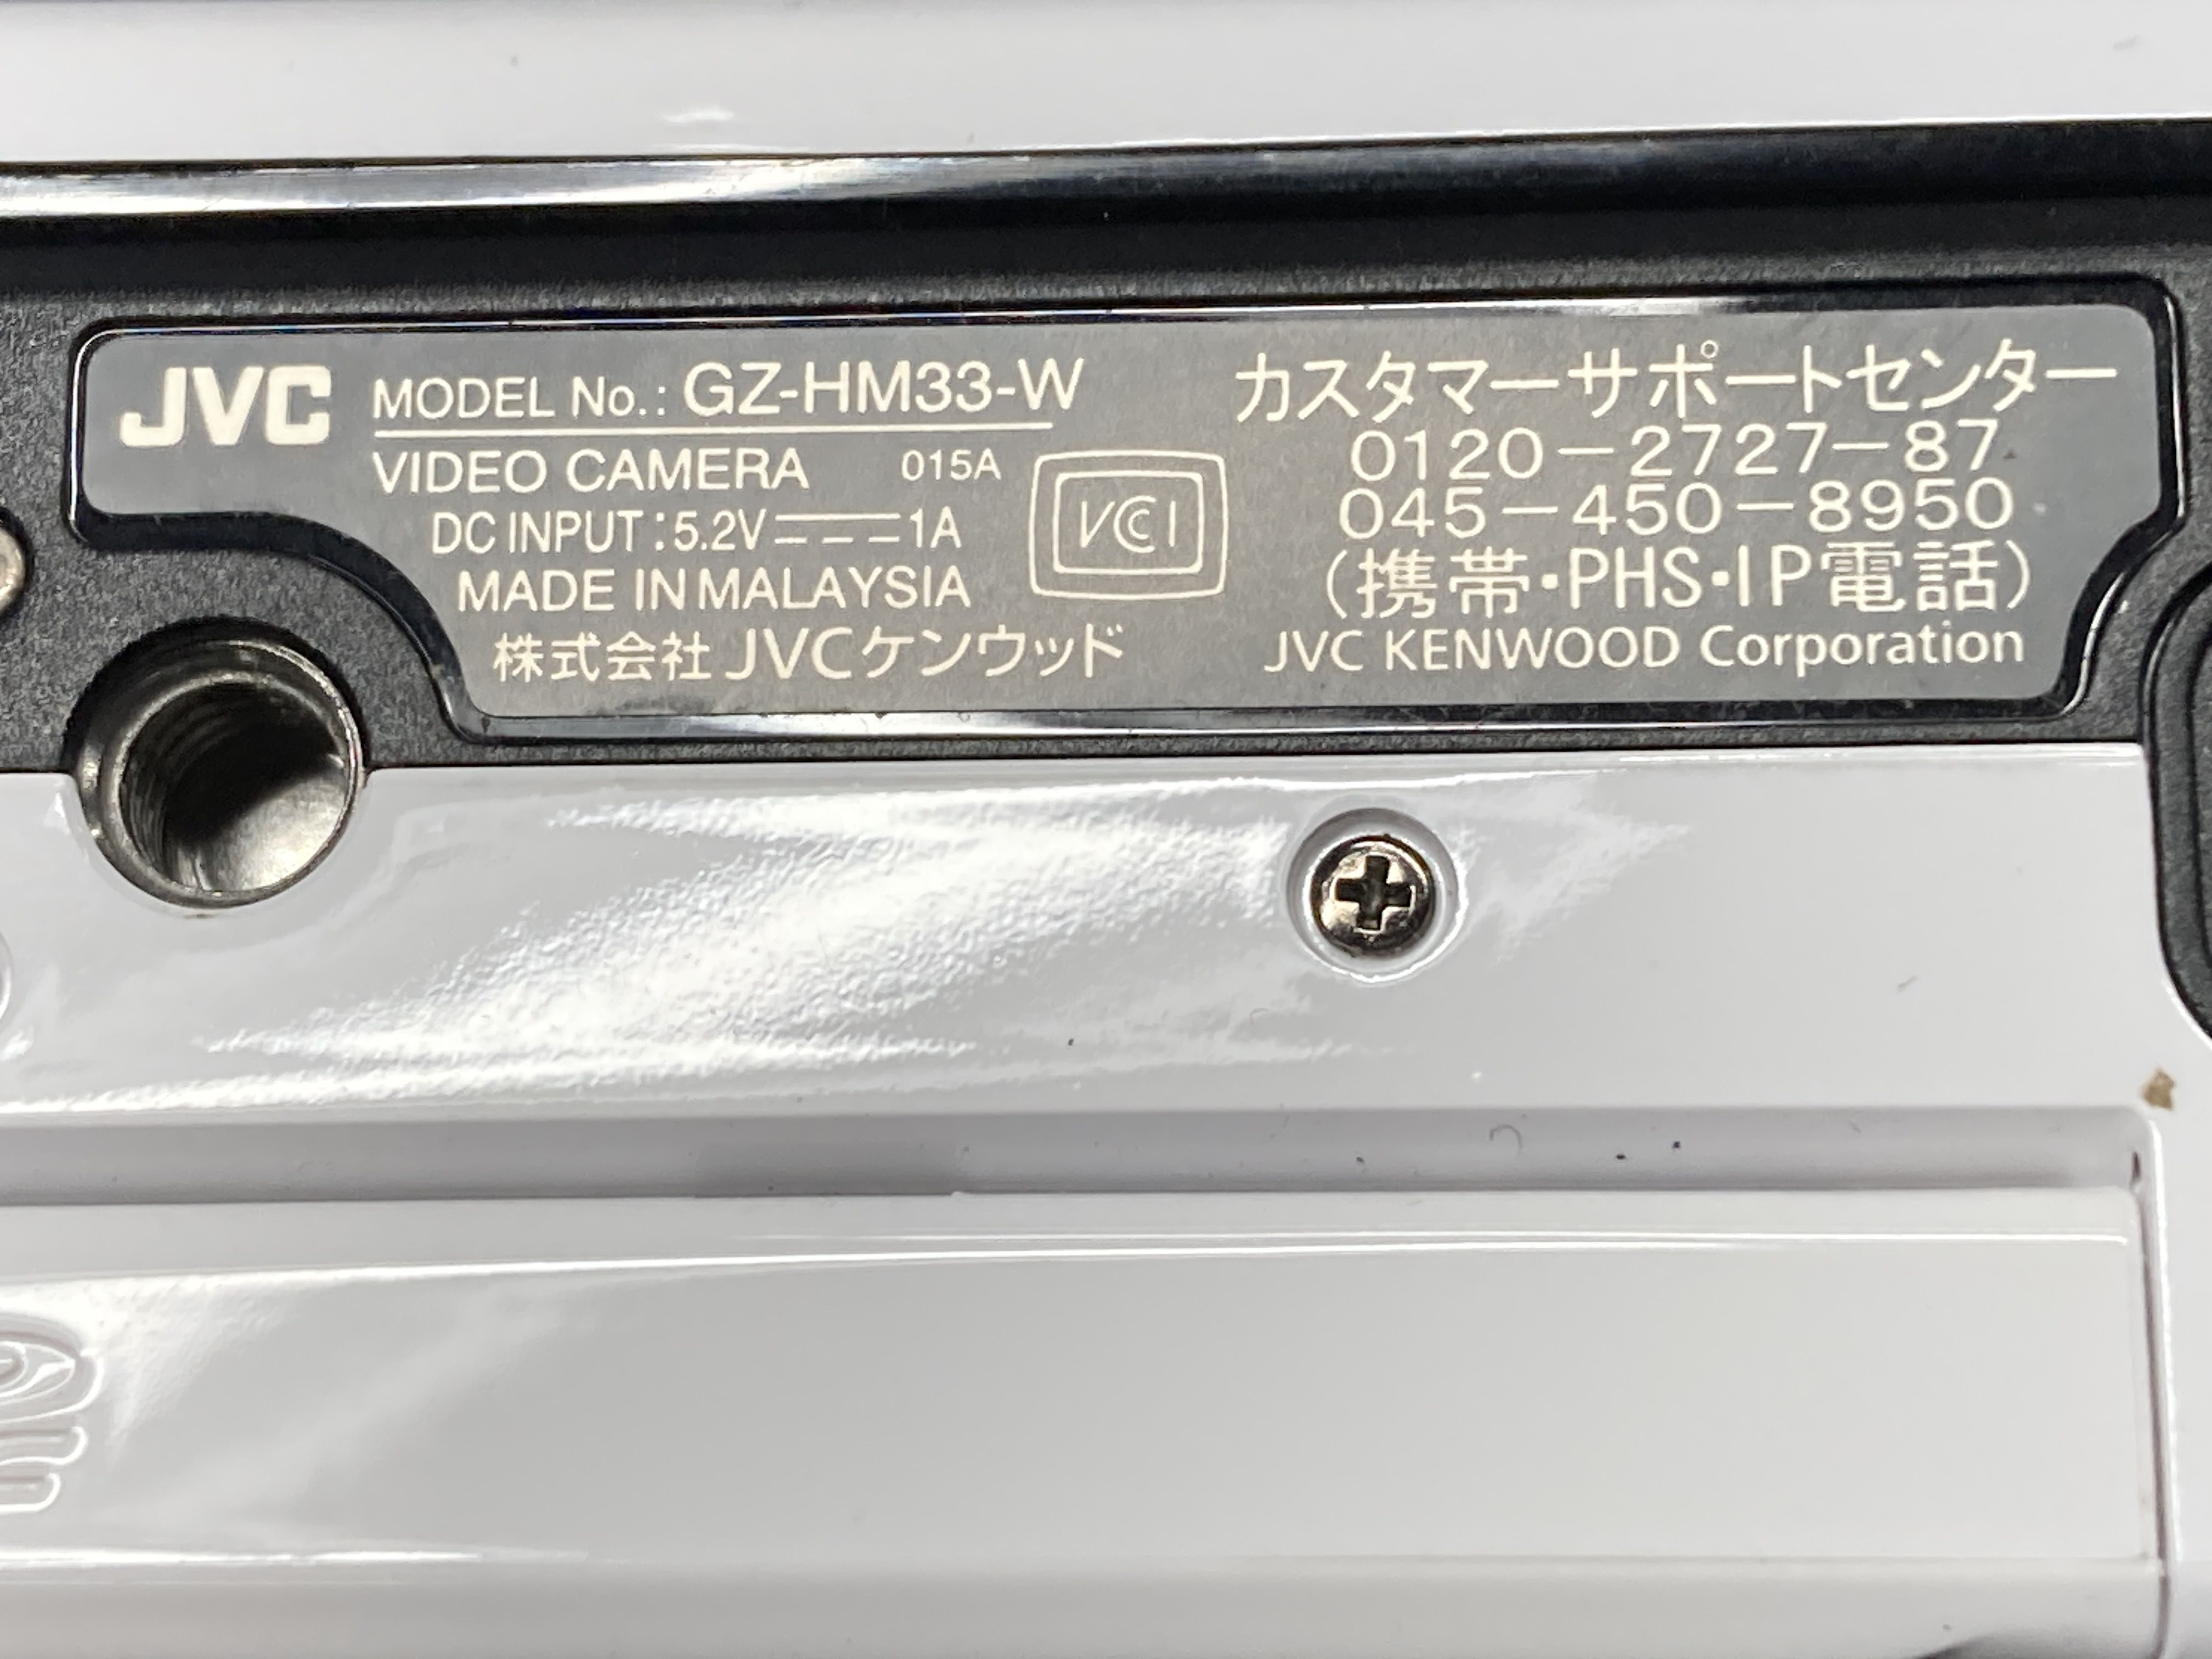 JVC MODEL No.: GZ-HM33-W
VIDEO CAMERA 015A
DC INPUT:5.2V⎓1A
MADE IN MALAYSIA
株式会社 JVCケンウッド
VCCI
カスタマーサポートセンター
0120-2727-87
045-450-8950
(携帯・PHS・IP電話)
JVC KENWOOD Corporation